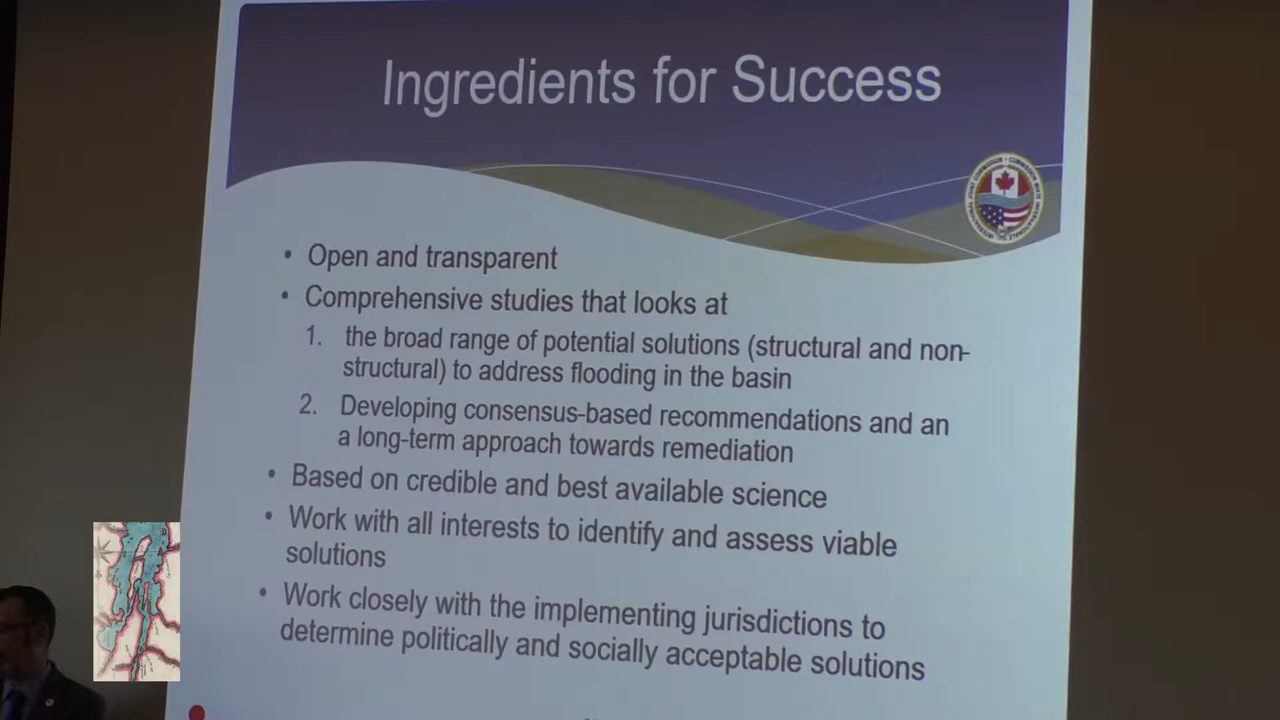 Ingredients for Success
• Open and transparent
• Comprehensive studies that looks at
1. the broad range of potential solutions (structural and non-
structural) to address flooding in the basin
2. Developing consensus-based recommendations and an
a long-term approach towards remediation
• Based on credible and best available science
• Work with all interests to identify and assess viable
solutions
• Work closely with the implementing jurisdictions to
determine politically and socially acceptable solutions